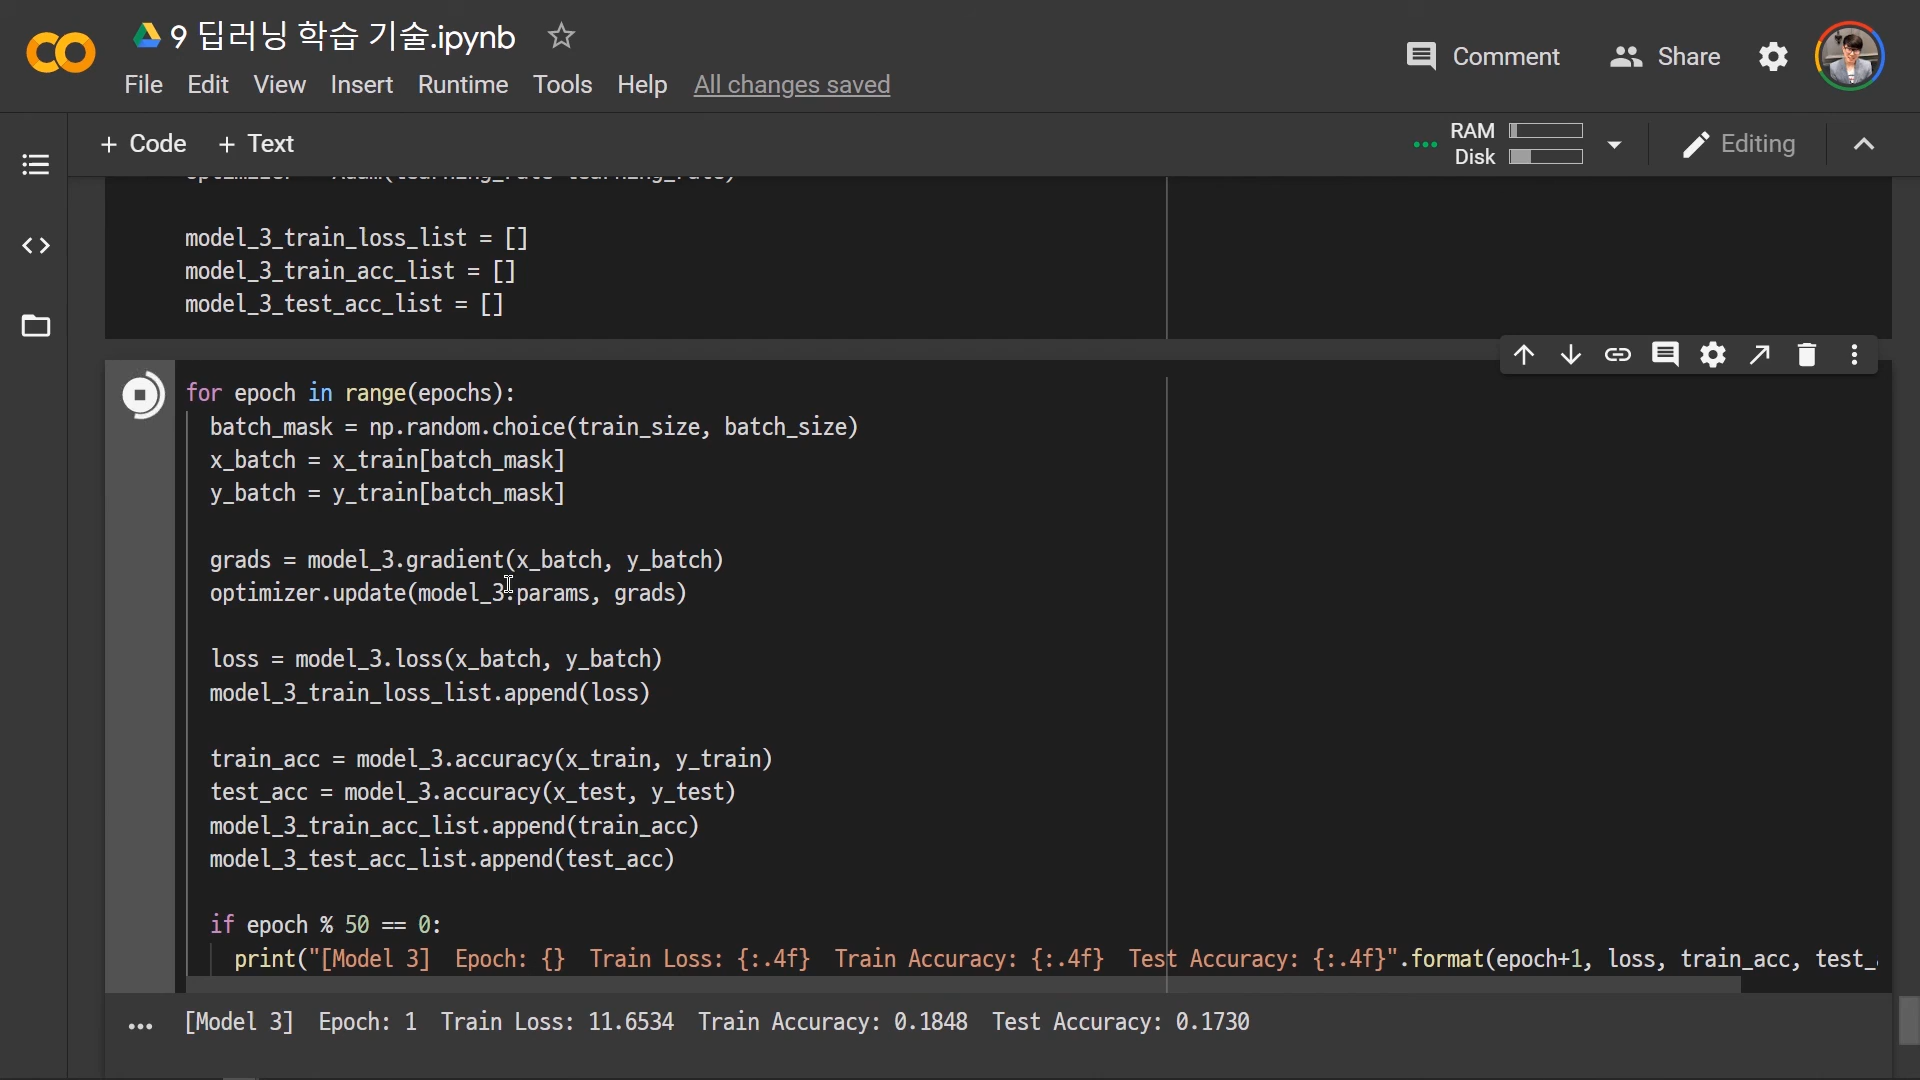 9 딥러닝 학습 기술.ipynb
Comment
Share
File Edit View Insert Runtime Tools Help All changes saved
+ Code + Text
RAM
Disk
Editing
model_3_train_loss_list = []
model_3_train_acc_list = []
model_3_test_acc_list = []
for epoch in range(epochs):
batch_mask = np.random.choice(train_size, batch_size)
x_batch = x_train[batch_mask]
y_batch = y_train[batch_mask]
grads = model_3.gradient(x_batch, y_batch)
optimizer.update(model_3.params, grads)
loss = model_3.loss(x_batch, y_batch)
model_3_train_loss_list.append(loss)
train_acc = model_3.accuracy(x_train, y_train)
test_acc = model_3.accuracy(x_test, y_test)
model_3_train_acc_list.append(train_acc)
model_3_test_acc_list.append(test_acc)
if epoch % 50 == 0:
print("[Model 3]  Epoch: {}  Train Loss: {:.4f}  Train Accuracy: {:.4f}  Test Accuracy: {:.4f}".format(epoch+1, loss, train_acc, test_
[Model 3]  Epoch: 1  Train Loss: 11.6534  Train Accuracy: 0.1848  Test Accuracy: 0.1730